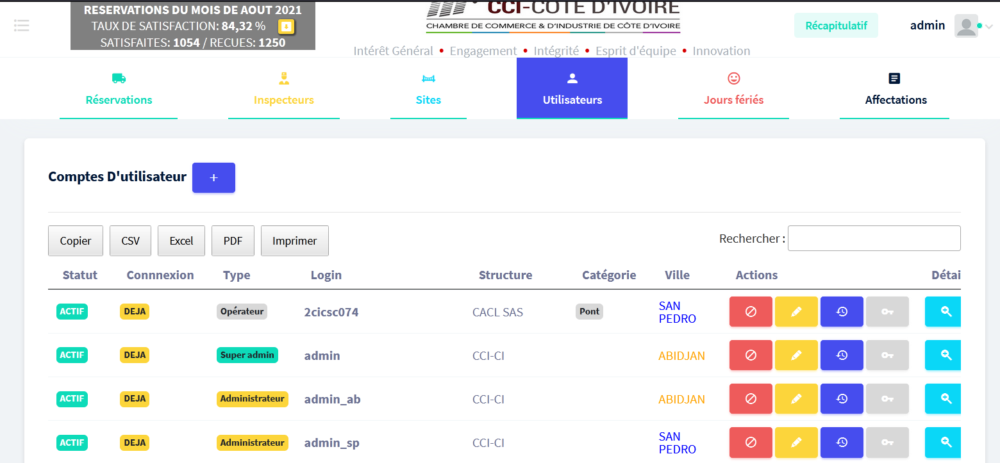 RESERVATIONS DU MOIS DE AOUT 2021
TAUX DE SATISFACTION: 84,32 %
SATISFAITES: 1054 / RECUES: 1250
CCI-COTE D'IVOIRE
CHAMBRE DE COMMERCE & D'INDUSTRIE DE CÔTE D'IVOIRE
Intérêt Général • Engagement • Intégrité • Esprit d'équipe • Innovation
Récapitulatif
admin
Réservations
Inspecteurs
Sites
Utilisateurs
Jours fériés
Affectations
Comptes D'utilisateur +
Copier CSV Excel PDF Imprimer
Rechercher :
Statut Connnexion Type Login Structure Catégorie Ville Actions Détai
ACTIF DEJA Opérateur 2cicsc074 CACL SAS Pont SAN
PEDRO
ACTIF DEJA Super admin admin CCI-CI ABIDJAN
ACTIF DEJA Administrateur admin_ab CCI-CI ABIDJAN
ACTIF DEJA Administrateur admin_sp CCI-CI SAN
PEDRO